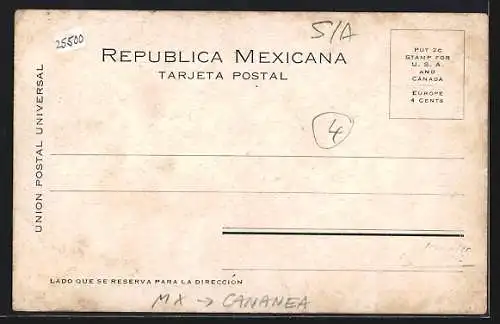 25500
S/A
REPUBLICA MEXICANA
TARJETA POSTAL
PUT 2C
STAMP FOR
U. S. A.
AND
CANADA
EUROPE
4 CENTS
UNION POSTAL UNIVERSAL
4
LADO QUE SE RESERVA PARA LA DIRECCIÓN
MX → CANANEA